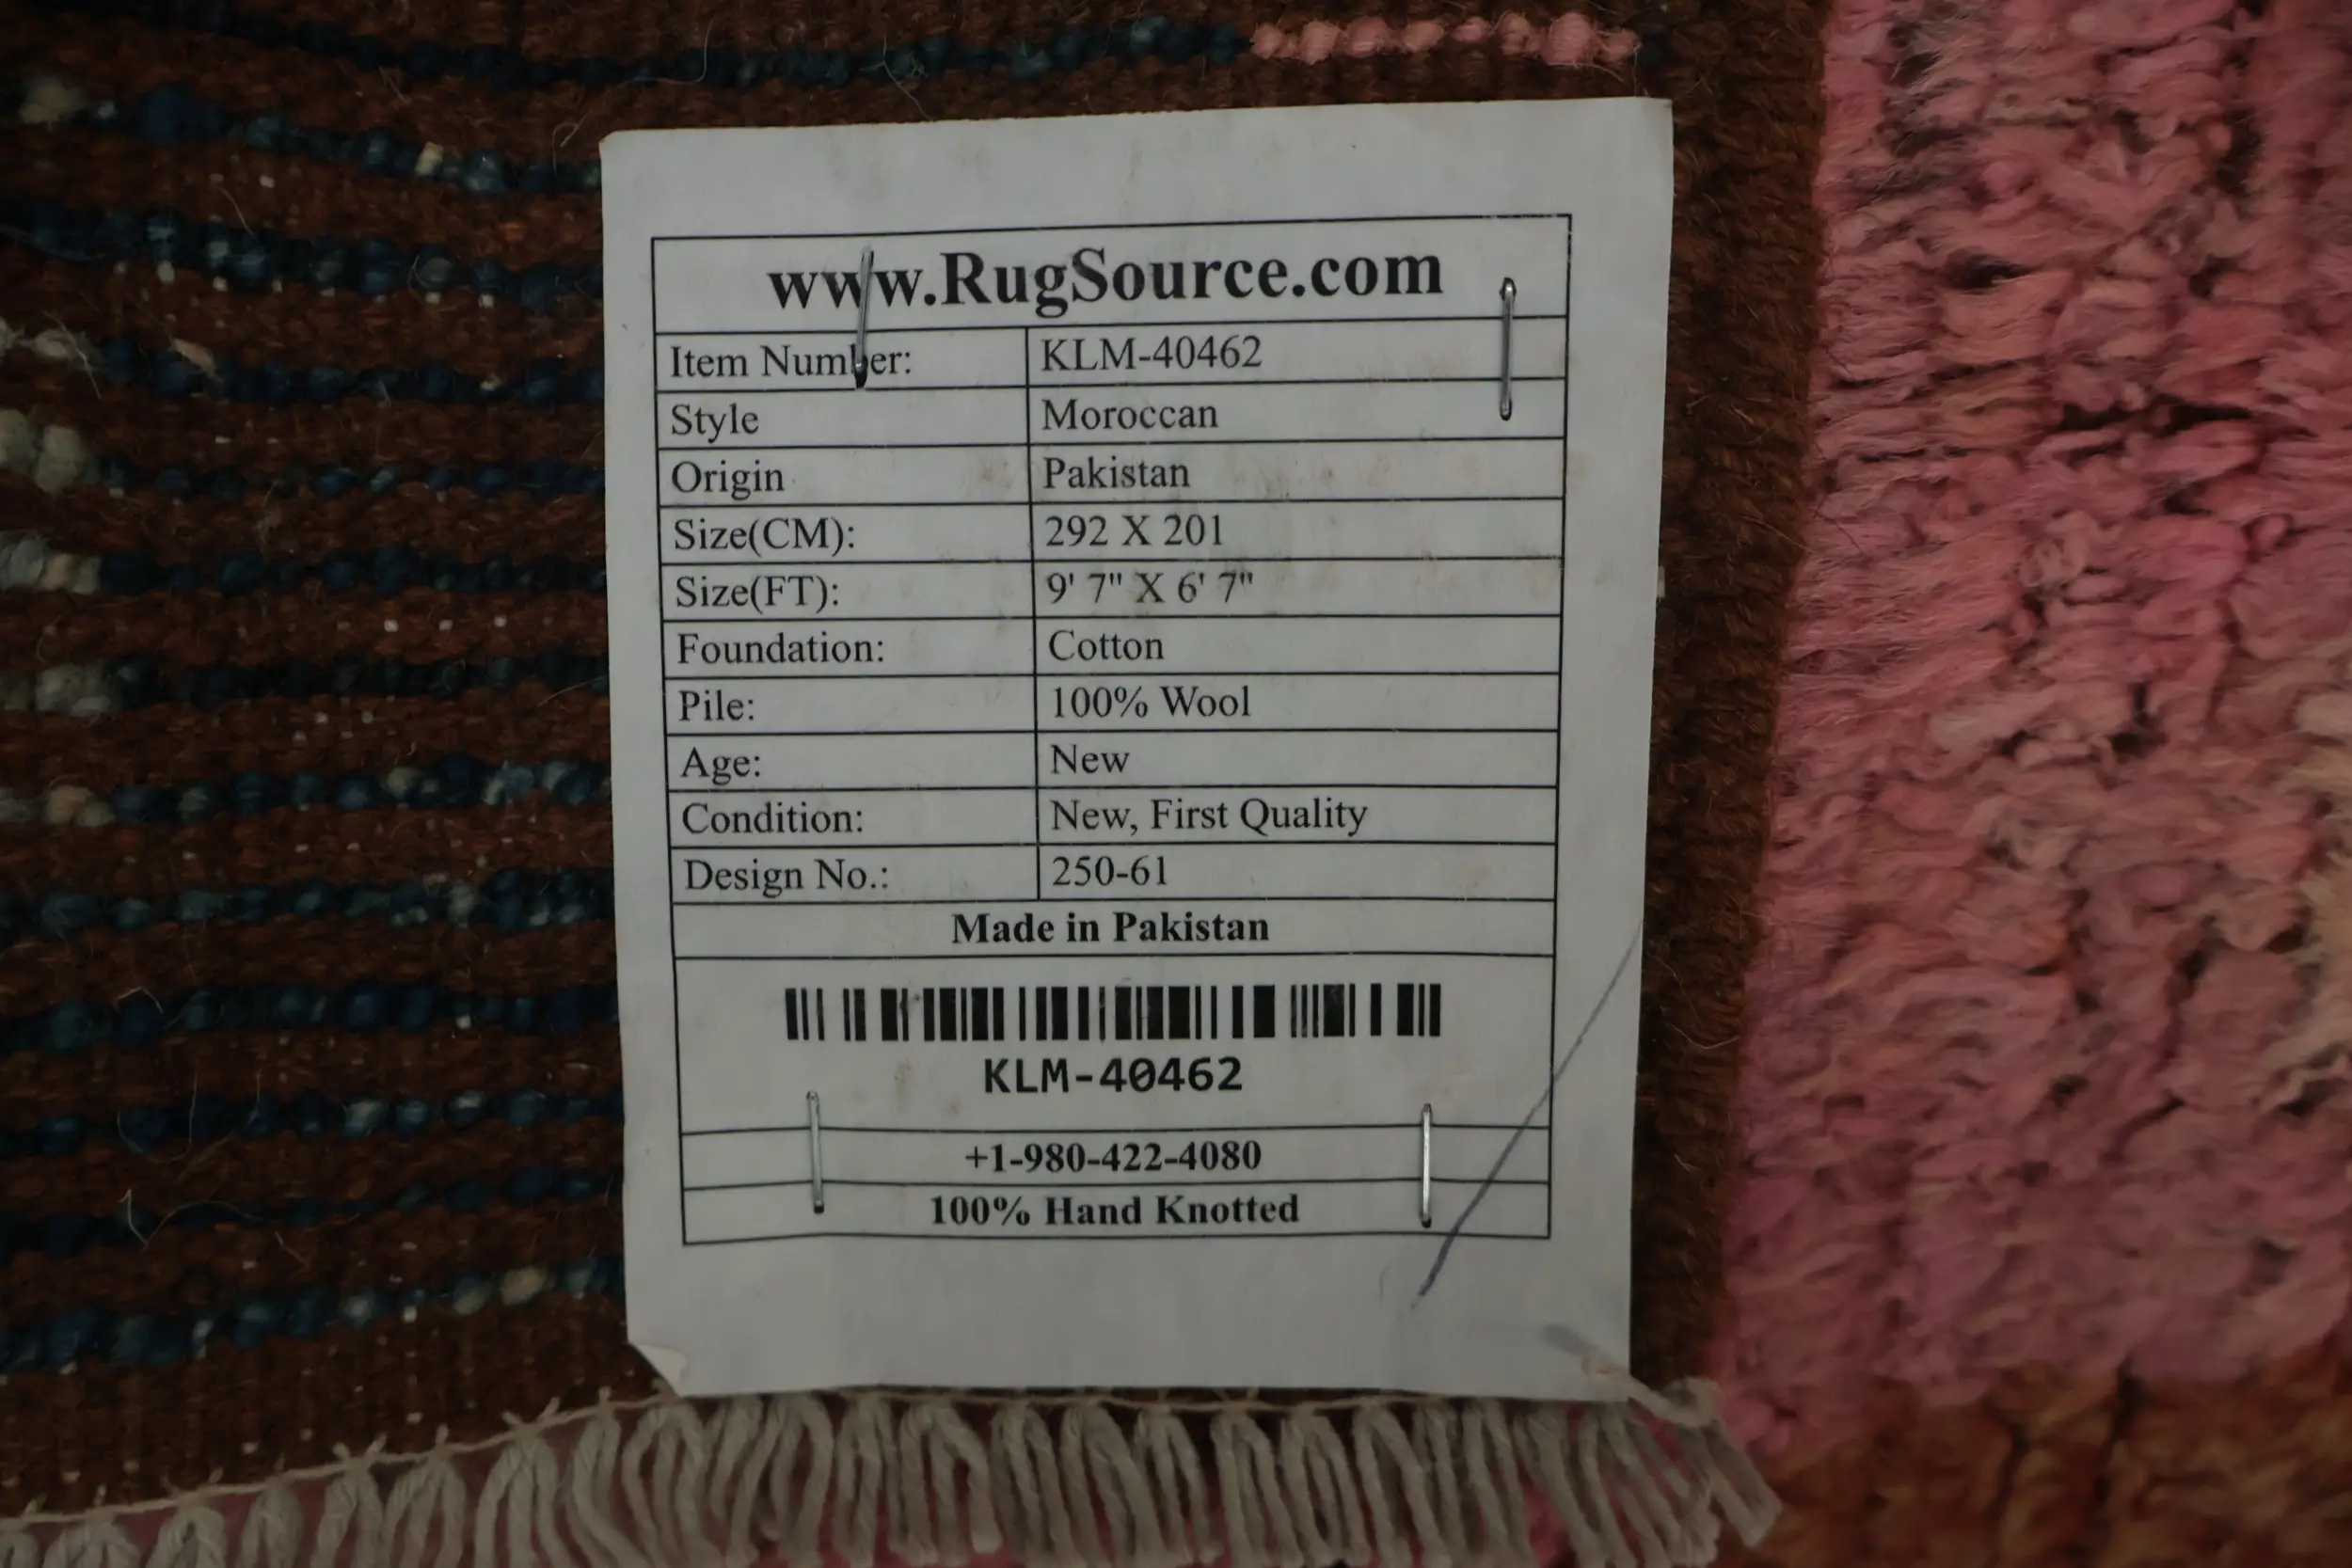 www.RugSource.com
Item Number: KLM-40462
Style Moroccan
Origin Pakistan
Size(CM): 292 X 201
Size(FT): 9' 7" X 6' 7"
Foundation: Cotton
Pile: 100% Wool
Age: New
Condition: New, First Quality
Design No.: 250-61
Made in Pakistan
KLM-40462
+1-980-422-4080
100% Hand Knotted